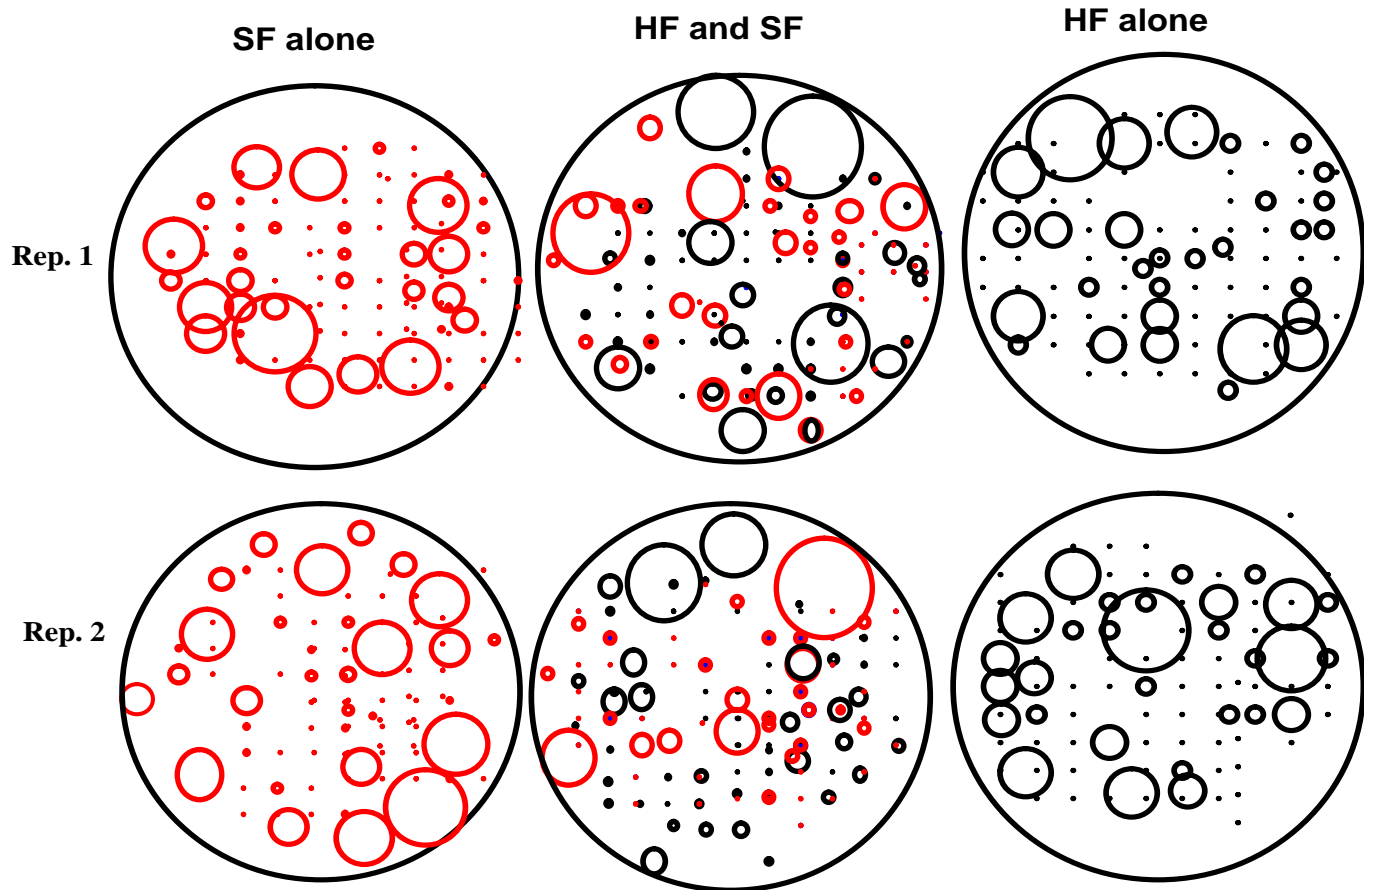 SF alone
HF and SF
HF alone
Rep. 1
Rep. 2